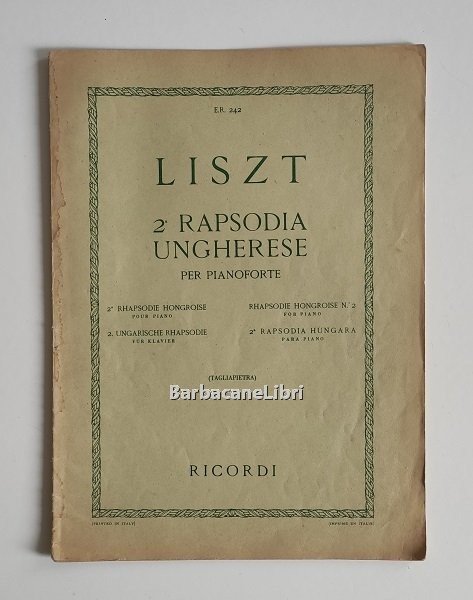 E.R. 242
LISZT
2ª RAPSODIA
UNGHERESE
PER PIANOFORTE
2e RHAPSODIE HONGROISE
POUR PIANO
RHAPSODIE HONGROISE N. 2
FOR PIANO
2. UNGARISCHE RHAPSODIE
FÜR KLAVIER
2ª RAPSODIA HUNGARA
PARA PIANO
(TAGLIAPIETRA)
BarbacaneLibri
RICORDI
(PRINTED IN ITALY)
(IMPRIMÉ EN ITALIE)